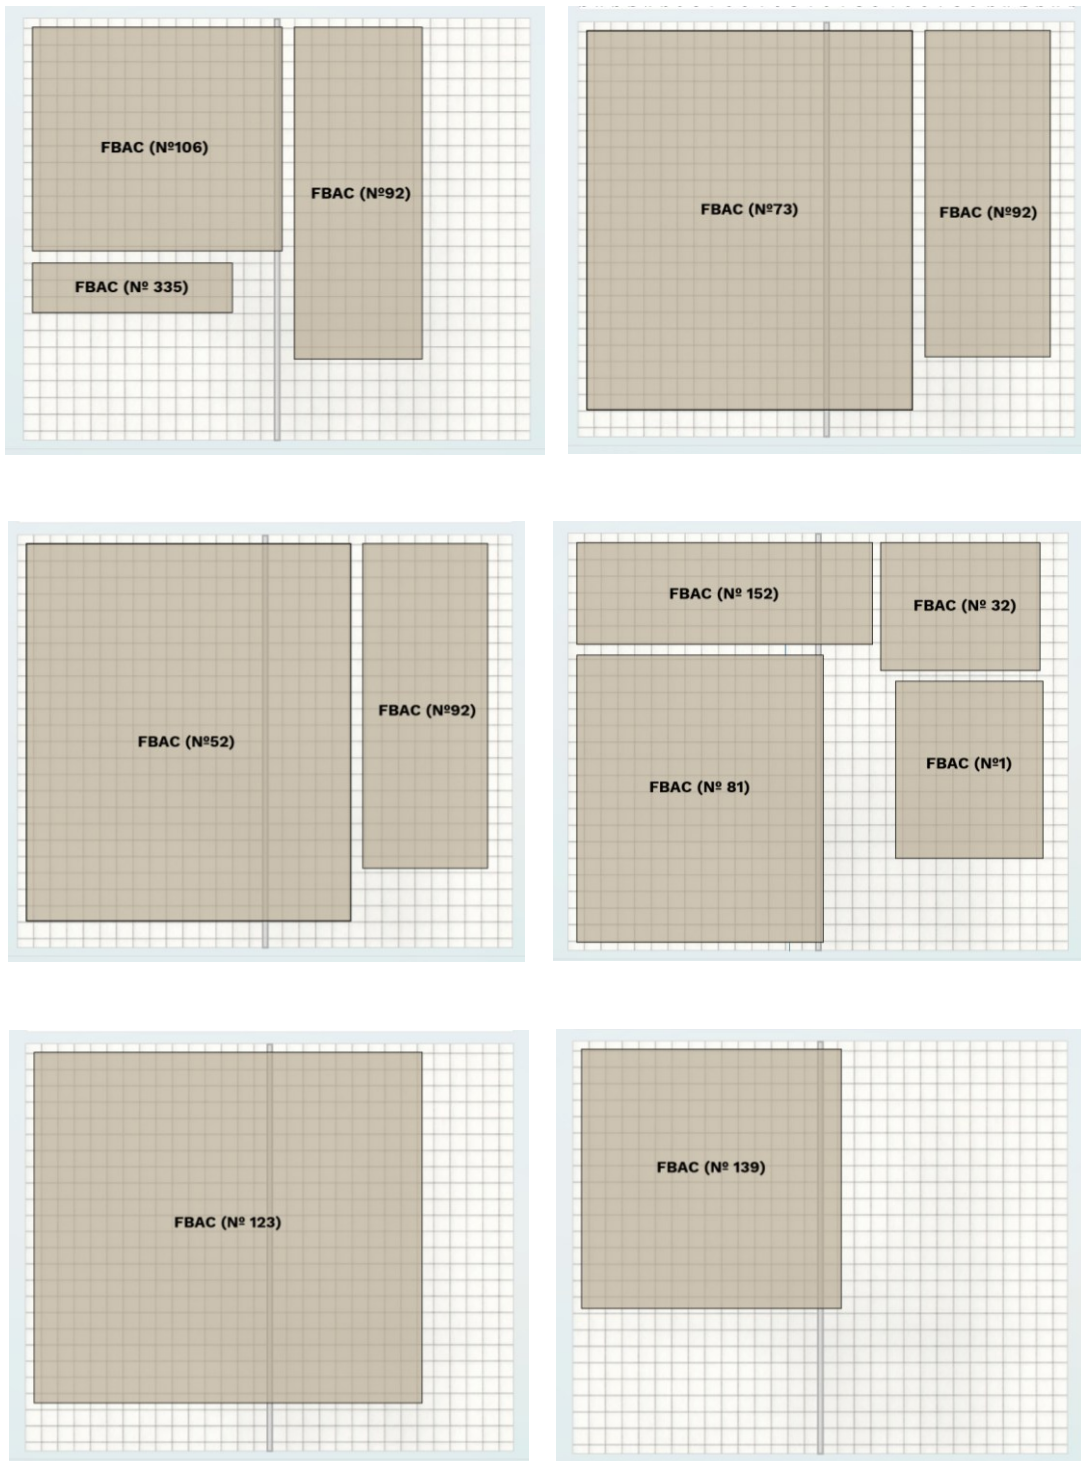 FBAC (Nº106)
FBAC (Nº92)
FBAC (Nº 335)
FBAC (Nº73)
FBAC (Nº92)
FBAC (Nº52)
FBAC (Nº92)
FBAC (Nº 152)
FBAC (Nº 32)
FBAC (Nº 81)
FBAC (Nº1)
FBAC (Nº 123)
FBAC (Nº 139)